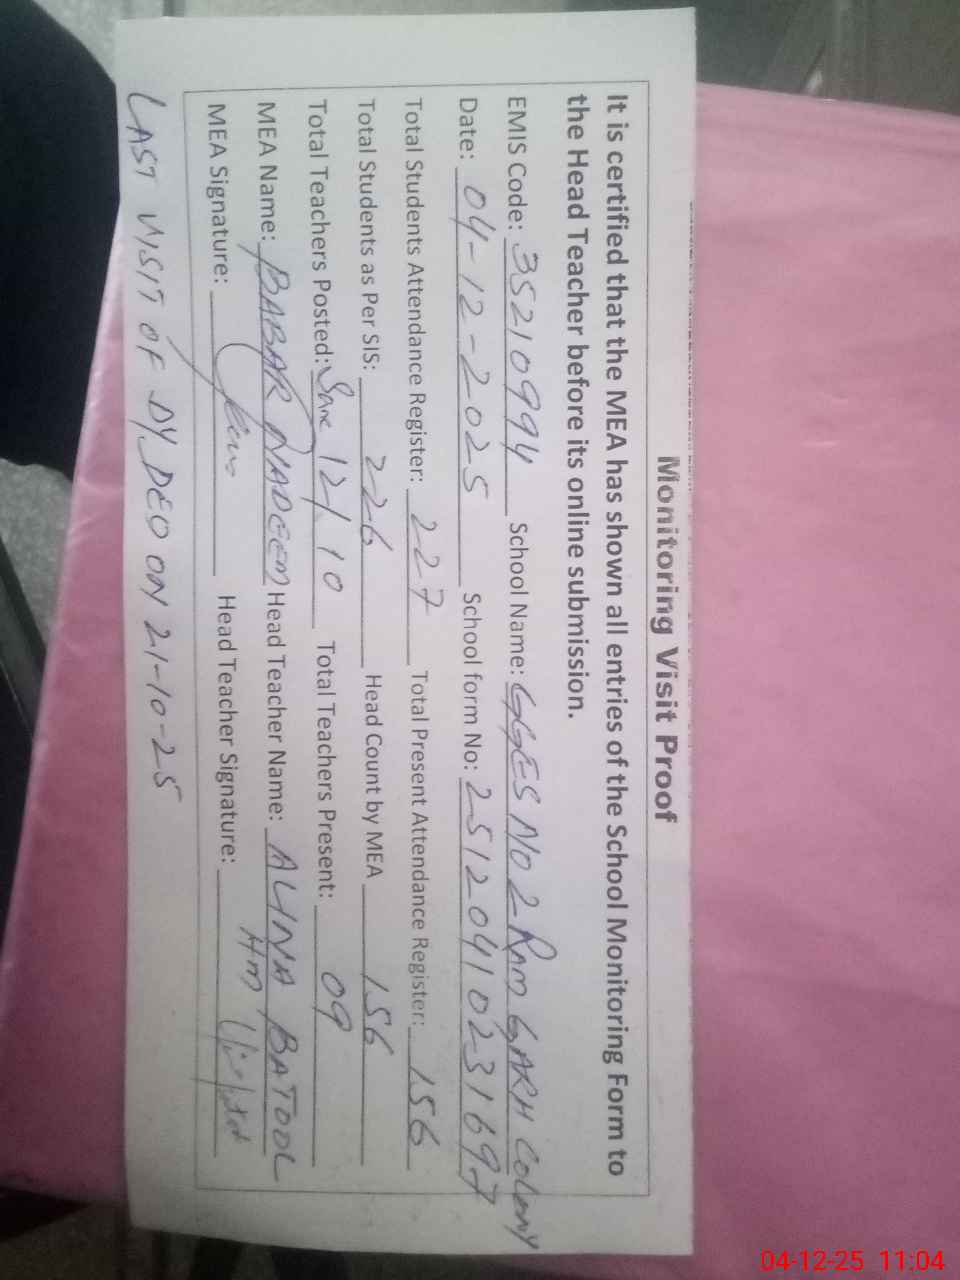 Monitoring Visit Proof
It is certified that the MEA has shown all entries of the School Monitoring Form to
the Head Teacher before its online submission.
EMIS Code: 35210994 School Name: GGES NO 2 Ram GARH Colony
Date: 04-12-2025 School form No: 25120410231697
Total Students Attendance Register: 227 Total Present Attendance Register: 156
Total Students as Per SIS: 226 Head Count by MEA 156
Total Teachers Posted: San 12/10 Total Teachers Present: 09
MEA Name: BABAR NADEEM Head Teacher Name: ALINA BATOOL
MEA Signature: Head Teacher Signature: HM
LAST VISIT OF DY DEO ON 21-10-25
04-12-25 11:04